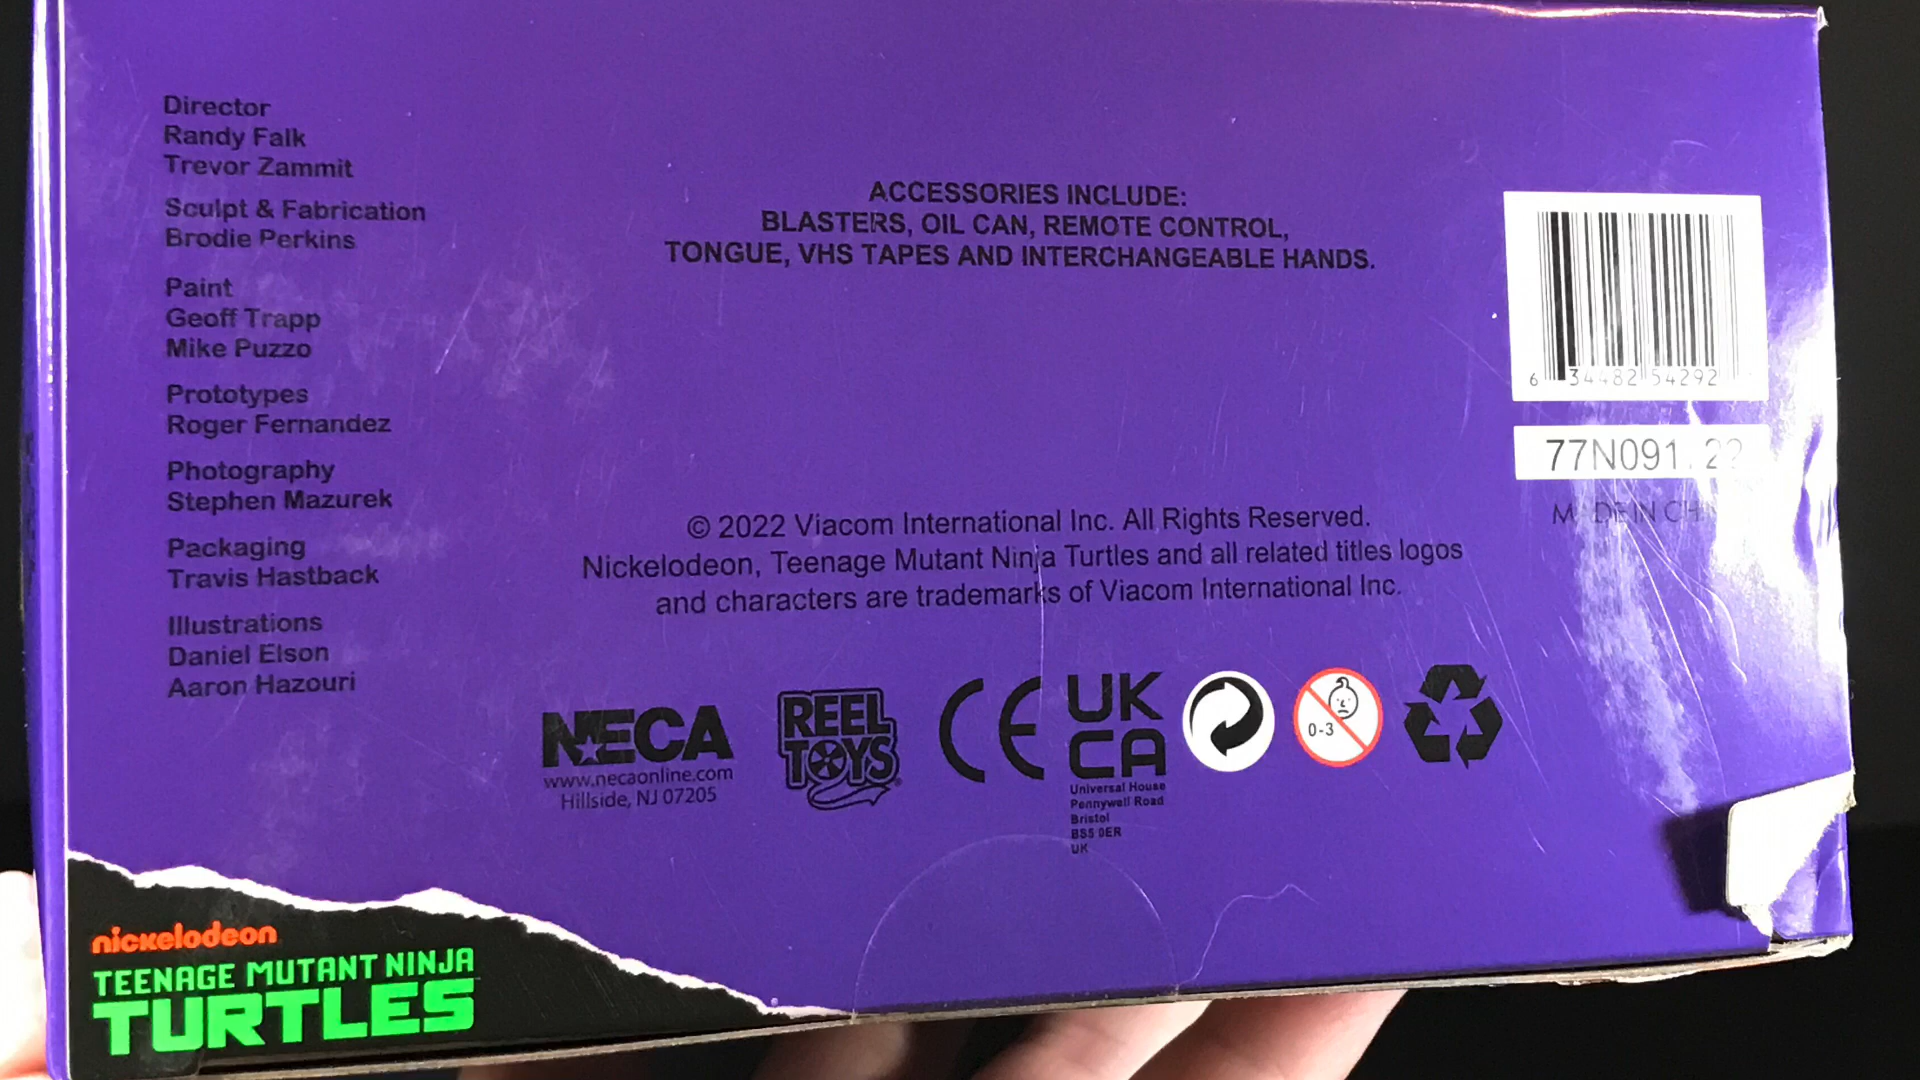 Director
Randy Falk
Trevor Zammit
Sculpt & Fabrication
Brodie Perkins
Paint
Geoff Trapp
Mike Puzzo
Prototypes
Roger Fernandez
Photography
Stephen Mazurek
Packaging
Travis Hastback
Illustrations
Daniel Elson
Aaron Hazouri
ACCESSORIES INCLUDE:
BLASTERS, OIL CAN, REMOTE CONTROL,
TONGUE, VHS TAPES AND INTERCHANGEABLE HANDS.
6 34482 54292
77N091 22
MADE IN
© 2022 Viacom International Inc. All Rights Reserved.
Nickelodeon, Teenage Mutant Ninja Turtles and all related titles logos
and characters are trademarks of Viacom International Inc.
NECA
www.necaonline.com
Hillside, NJ 07205
REEL
TOYS
CE
UK
CA
Universal House
Pennywell Road
Bristol
BS5 0ER
UK
0-3
nickelodeon
TEENAGE MUTANT NINJA
TURTLES